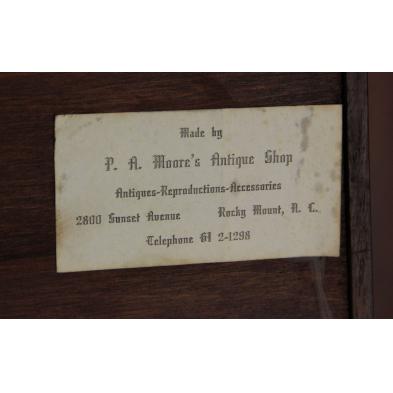 Made by
P. A. Moore's Antique Shop
Antiques-Reproductions-Accessories
2800 Sunset Avenue Rocky Mount, N. C.
Telephone GI 2-1298